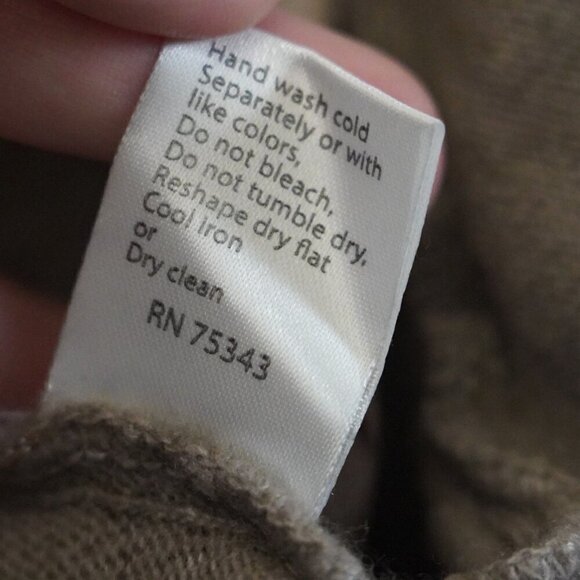 Hand wash cold
Separately or with
like colors,
Do not bleach,
Do not tumble dry,
Reshape dry flat
Cool iron
or
Dry clean
RN 75343